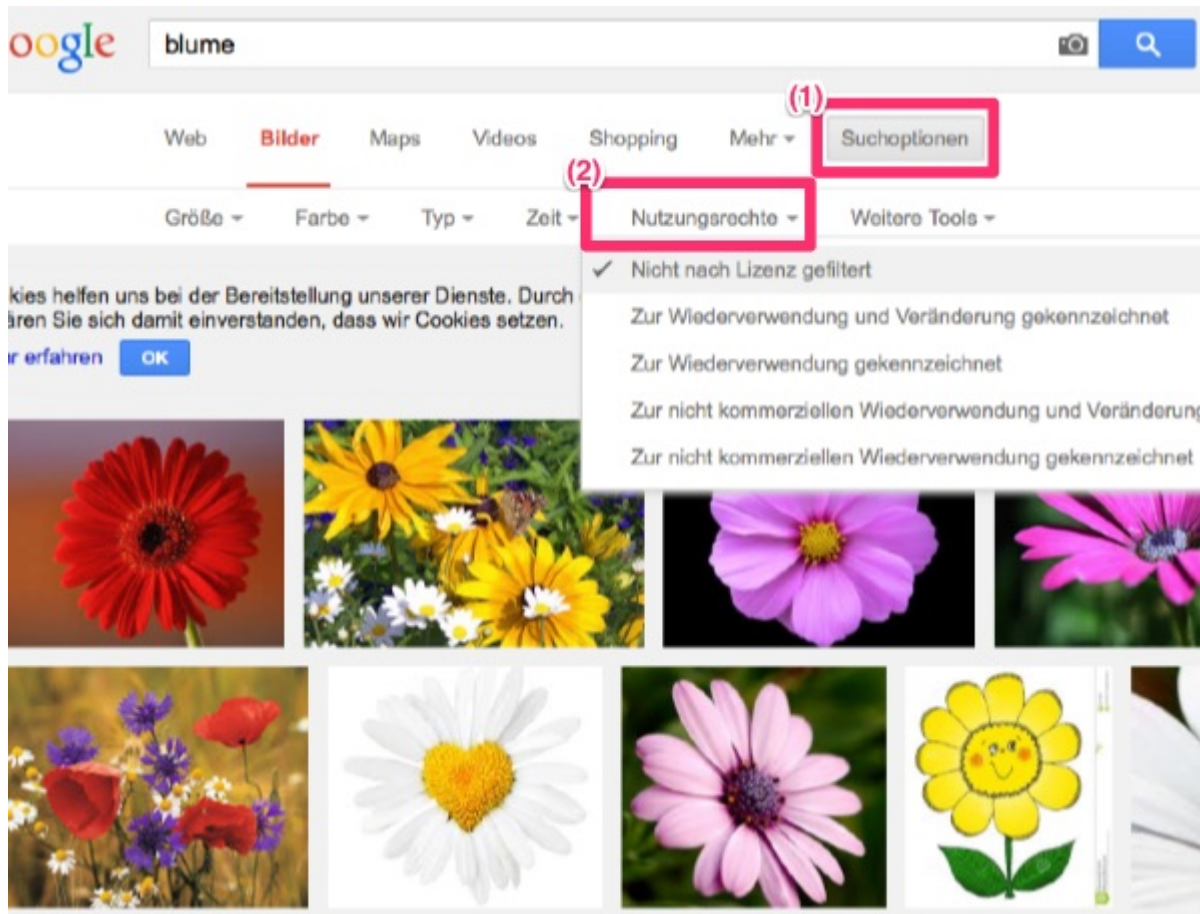 oogle
blume
(1)
Web Bilder Maps Videos Shopping Mehr Suchoptionen
(2)
Größe Farbe Typ Zeit Nutzungsrechte Weitere Tools
Nicht nach Lizenz gefiltert
kies helfen uns bei der Bereitstellung unserer Dienste. Durch
ären Sie sich damit einverstanden, dass wir Cookies setzen.
Zur Wiederverwendung und Veränderung gekennzeichnet
r erfahren OK
Zur Wiederverwendung gekennzeichnet
Zur nicht kommerziellen Wiederverwendung und Veränderung
Zur nicht kommerziellen Wiederverwendung gekennzeichnet